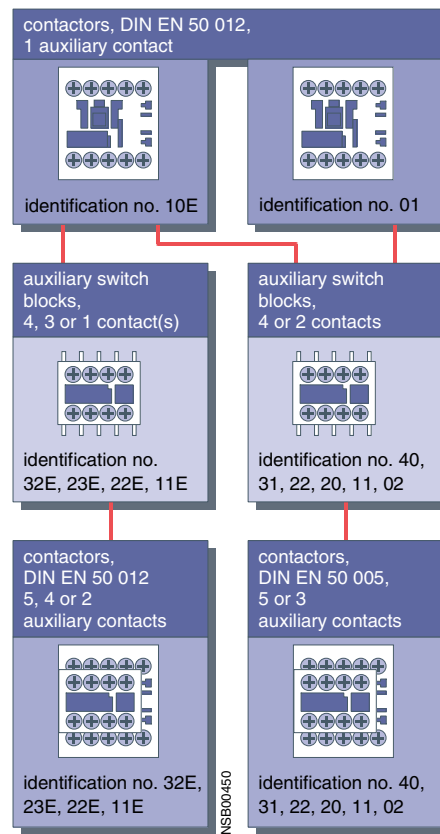 contactors, DIN EN 50 012,
1 auxiliary contact
identification no. 10E
identification no. 01
auxiliary switch
blocks,
4, 3 or 1 contact(s)
identification no.
32E, 23E, 22E, 11E
auxiliary switch
blocks,
4 or 2 contacts
identification no. 40,
31, 22, 20, 11, 02
contactors,
DIN EN 50 012
5, 4 or 2
auxiliary contacts
identification no. 32E,
23E, 22E, 11E
contactors,
DIN EN 50 005,
5 or 3
auxiliary contacts
identification no. 40,
31, 22, 20, 11, 02
NSB00450